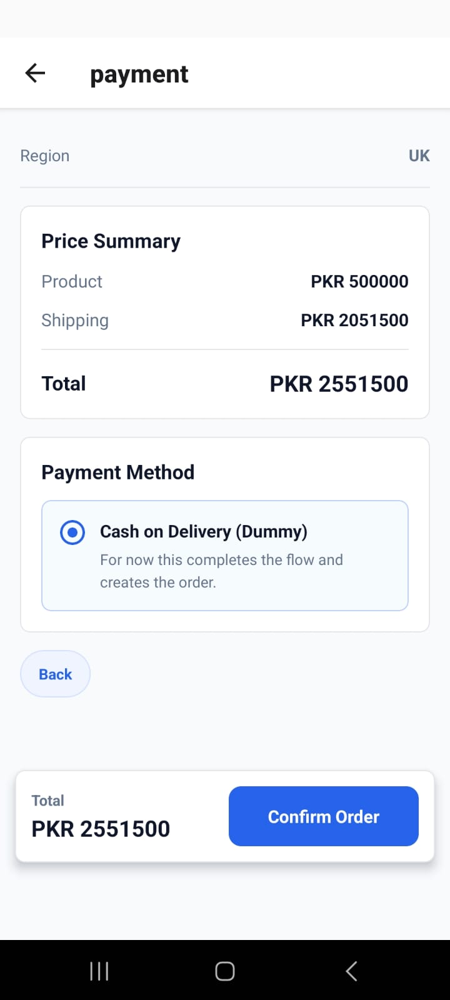 payment
Region UK
Price Summary
Product PKR 500000
Shipping PKR 2051500
Total PKR 2551500
Payment Method
Cash on Delivery (Dummy)
For now this completes the flow and
creates the order.
Back
Total
PKR 2551500
Confirm Order